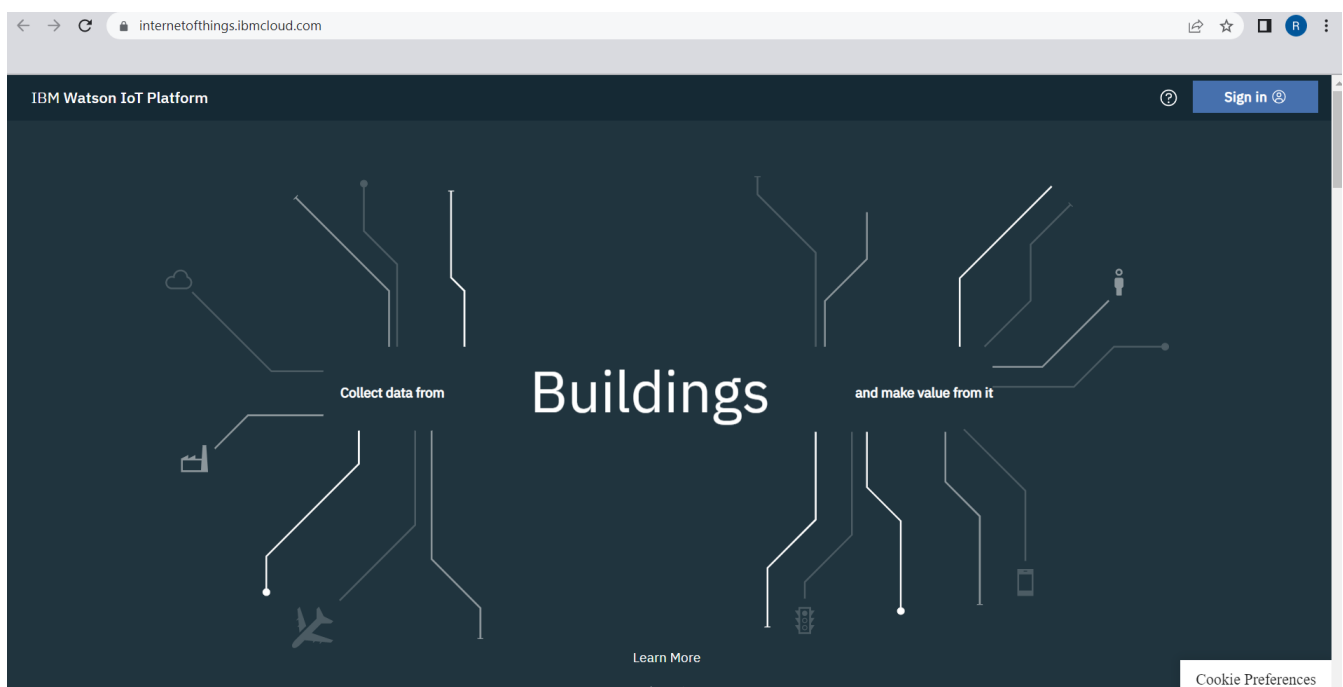 internetofthings.ibmcloud.com
R
IBM Watson IoT Platform
Sign in
Collect data from
Buildings
and make value from it
Learn More
Cookie Preferences